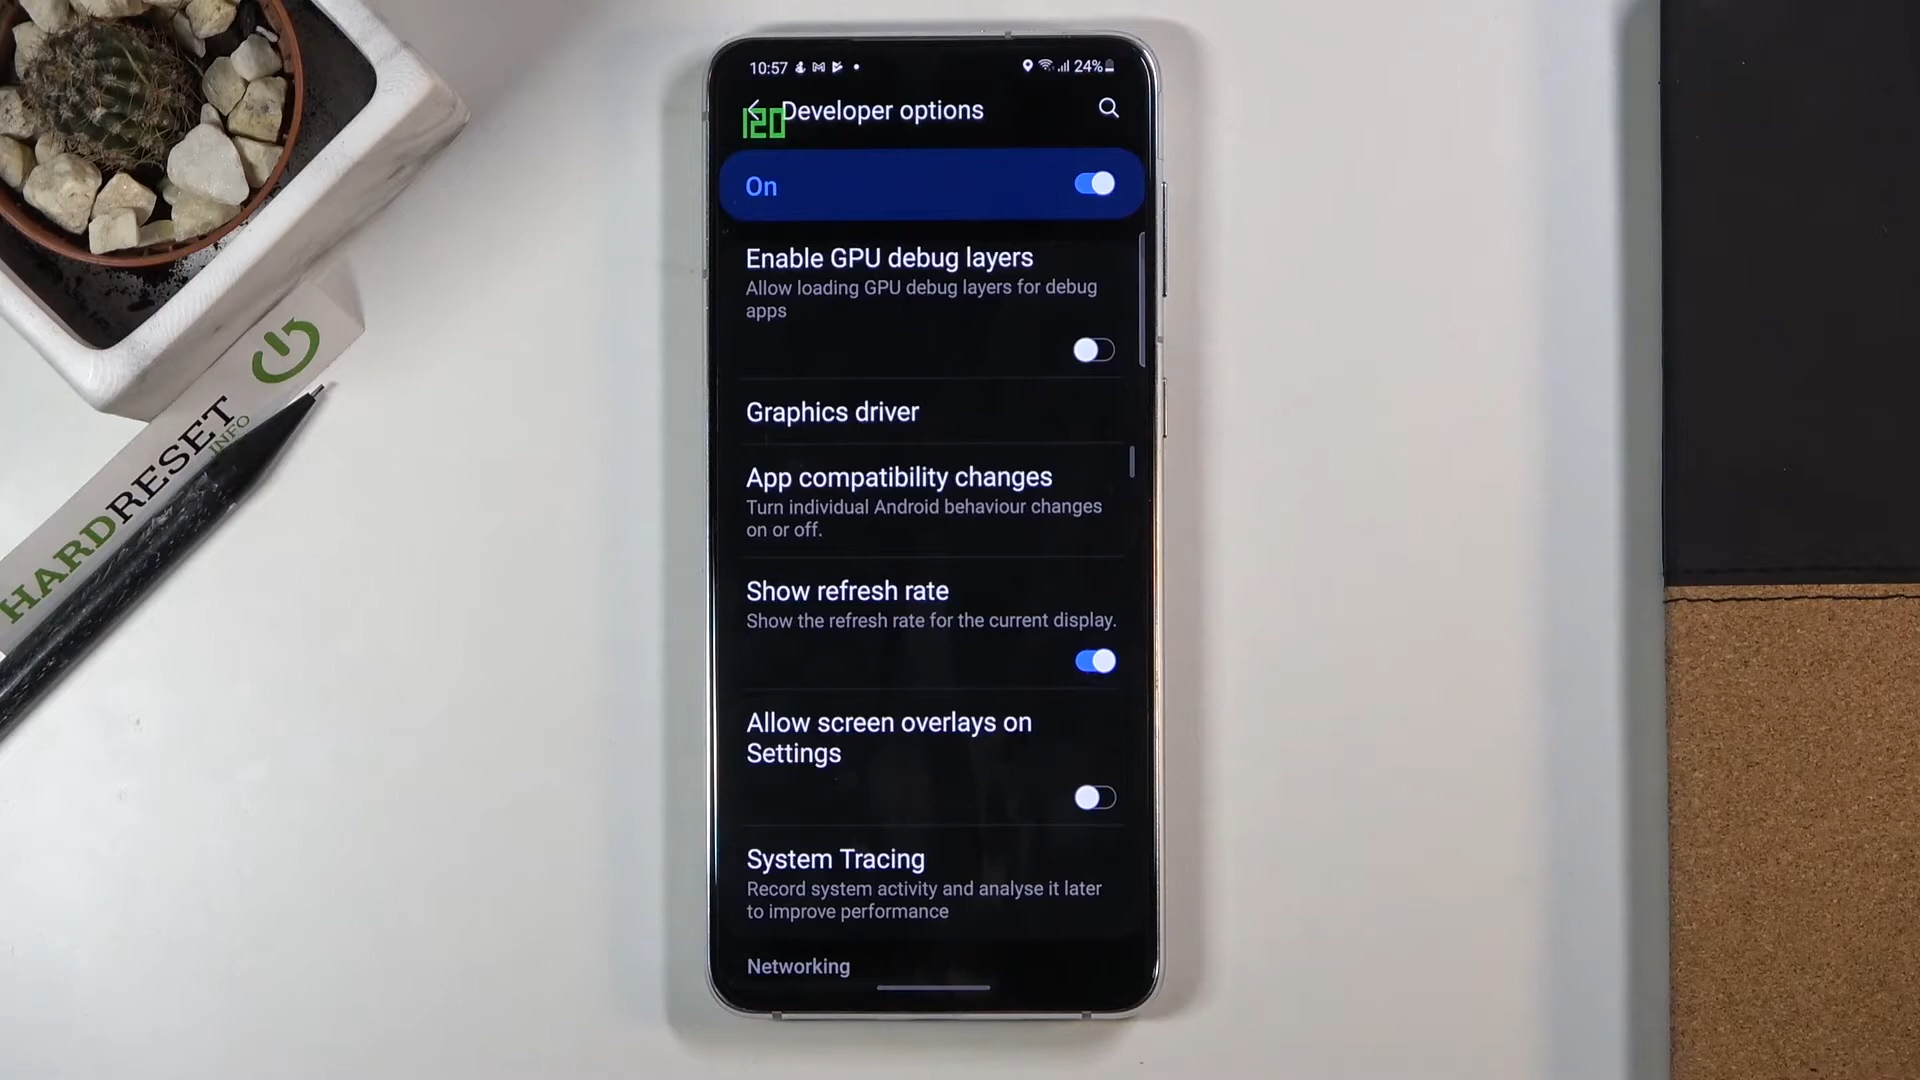 10:57
24%
120
Developer options
On
Enable GPU debug layers
Allow loading GPU debug layers for debug
apps
Graphics driver
App compatibility changes
Turn individual Android behaviour changes
on or off.
Show refresh rate
Show the refresh rate for the current display.
Allow screen overlays on
Settings
System Tracing
Record system activity and analyse it later
to improve performance
Networking
HARDRESET
.INFO